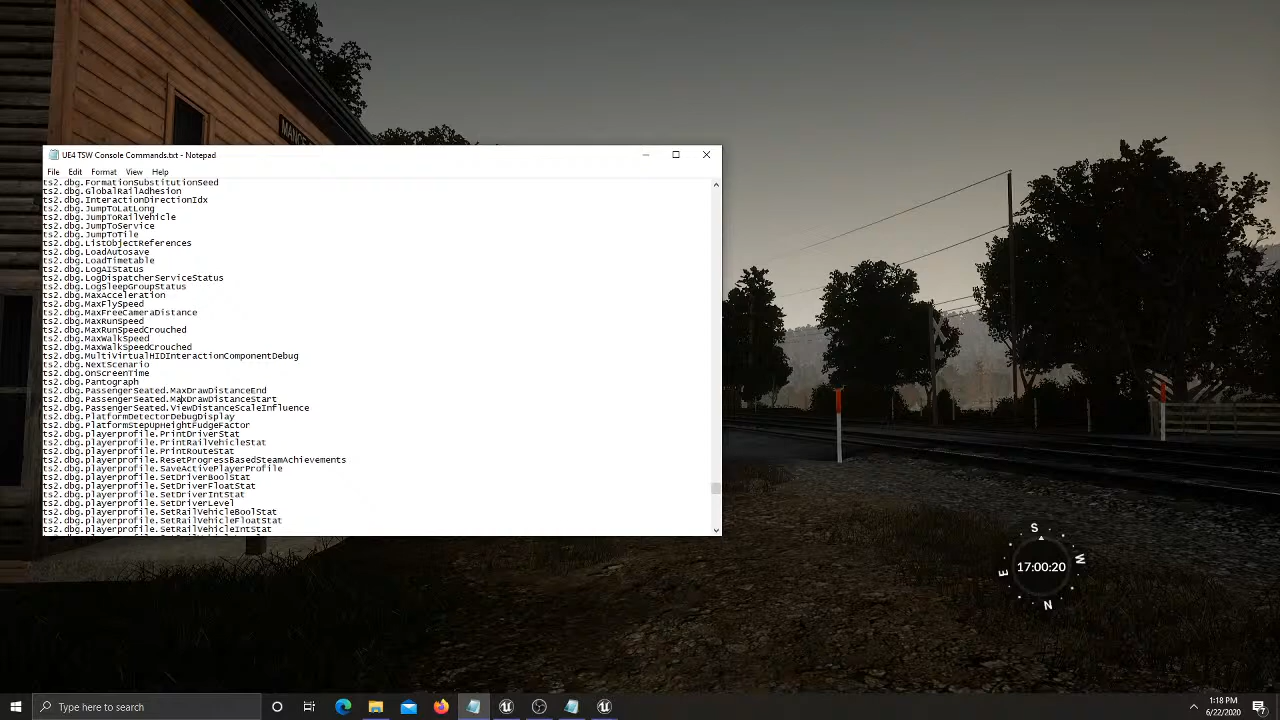 UE4 TSW Console Commands.txt - Notepad
File Edit Format View Help
ts2.dbg.FormationSubstitutionSeed
ts2.dbg.GlobalRailAdhesion
ts2.dbg.InteractionDirectionIdx
ts2.dbg.JumpToLatLong
ts2.dbg.JumpToRailVehicle
ts2.dbg.JumpToService
ts2.dbg.JumpToTile
ts2.dbg.ListObjectReferences
ts2.dbg.LoadAutosave
ts2.dbg.LoadTimetable
ts2.dbg.LogAIStatus
ts2.dbg.LogDispatcherServiceStatus
ts2.dbg.LogSleepGroupStatus
ts2.dbg.MaxAcceleration
ts2.dbg.MaxFlySpeed
ts2.dbg.MaxFreeCameraDistance
ts2.dbg.MaxRunSpeed
ts2.dbg.MaxRunSpeedCrouched
ts2.dbg.MaxWalkSpeed
ts2.dbg.MaxWalkSpeedCrouched
ts2.dbg.MultiVirtualHIDInteractionComponentDebug
ts2.dbg.NextScenario
ts2.dbg.OnScreenTime
ts2.dbg.Pantograph
ts2.dbg.PassengerSeated.MaxDrawDistanceEnd
ts2.dbg.PassengerSeated.MaxDrawDistanceStart
ts2.dbg.PassengerSeated.ViewDistanceScaleInfluence
ts2.dbg.PlatformDetectorDebugDisplay
ts2.dbg.PlatformStepUpHeightFudgeFactor
ts2.dbg.playerprofile.PrintDriverStat
ts2.dbg.playerprofile.PrintRailVehicleStat
ts2.dbg.playerprofile.PrintRouteStat
ts2.dbg.playerprofile.ResetProgressBasedSteamAchievements
ts2.dbg.playerprofile.SaveActivePlayerProfile
ts2.dbg.playerprofile.SetDriverBoolStat
ts2.dbg.playerprofile.SetDriverFloatStat
ts2.dbg.playerprofile.SetDriverIntStat
ts2.dbg.playerprofile.SetDriverLevel
ts2.dbg.playerprofile.SetRailVehicleBoolStat
ts2.dbg.playerprofile.SetRailVehicleFloatStat
ts2.dbg.playerprofile.SetRailVehicleIntStat
S
W
E
17:00:20
N
Type here to search
1:18 PM
6/22/2020
7